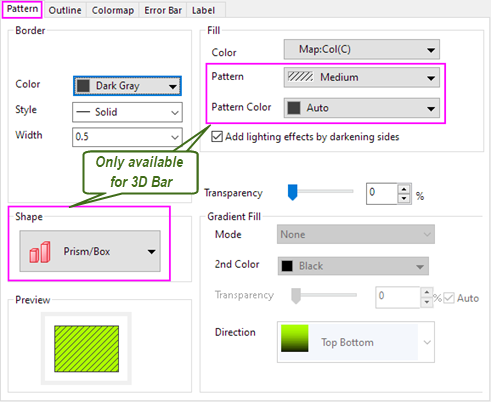 Pattern Outline Colormap Error Bar Label
Border
Color Dark Gray
Style Solid
Width 0.5
Fill
Color Map:Col(C)
Pattern Medium
Pattern Color Auto
Add lighting effects by darkening sides
Only available
for 3D Bar
Transparency 0 %
Shape
Prism/Box
Gradient Fill
Mode None
2nd Color Black
Transparency 0 % Auto
Direction Top Bottom
Preview